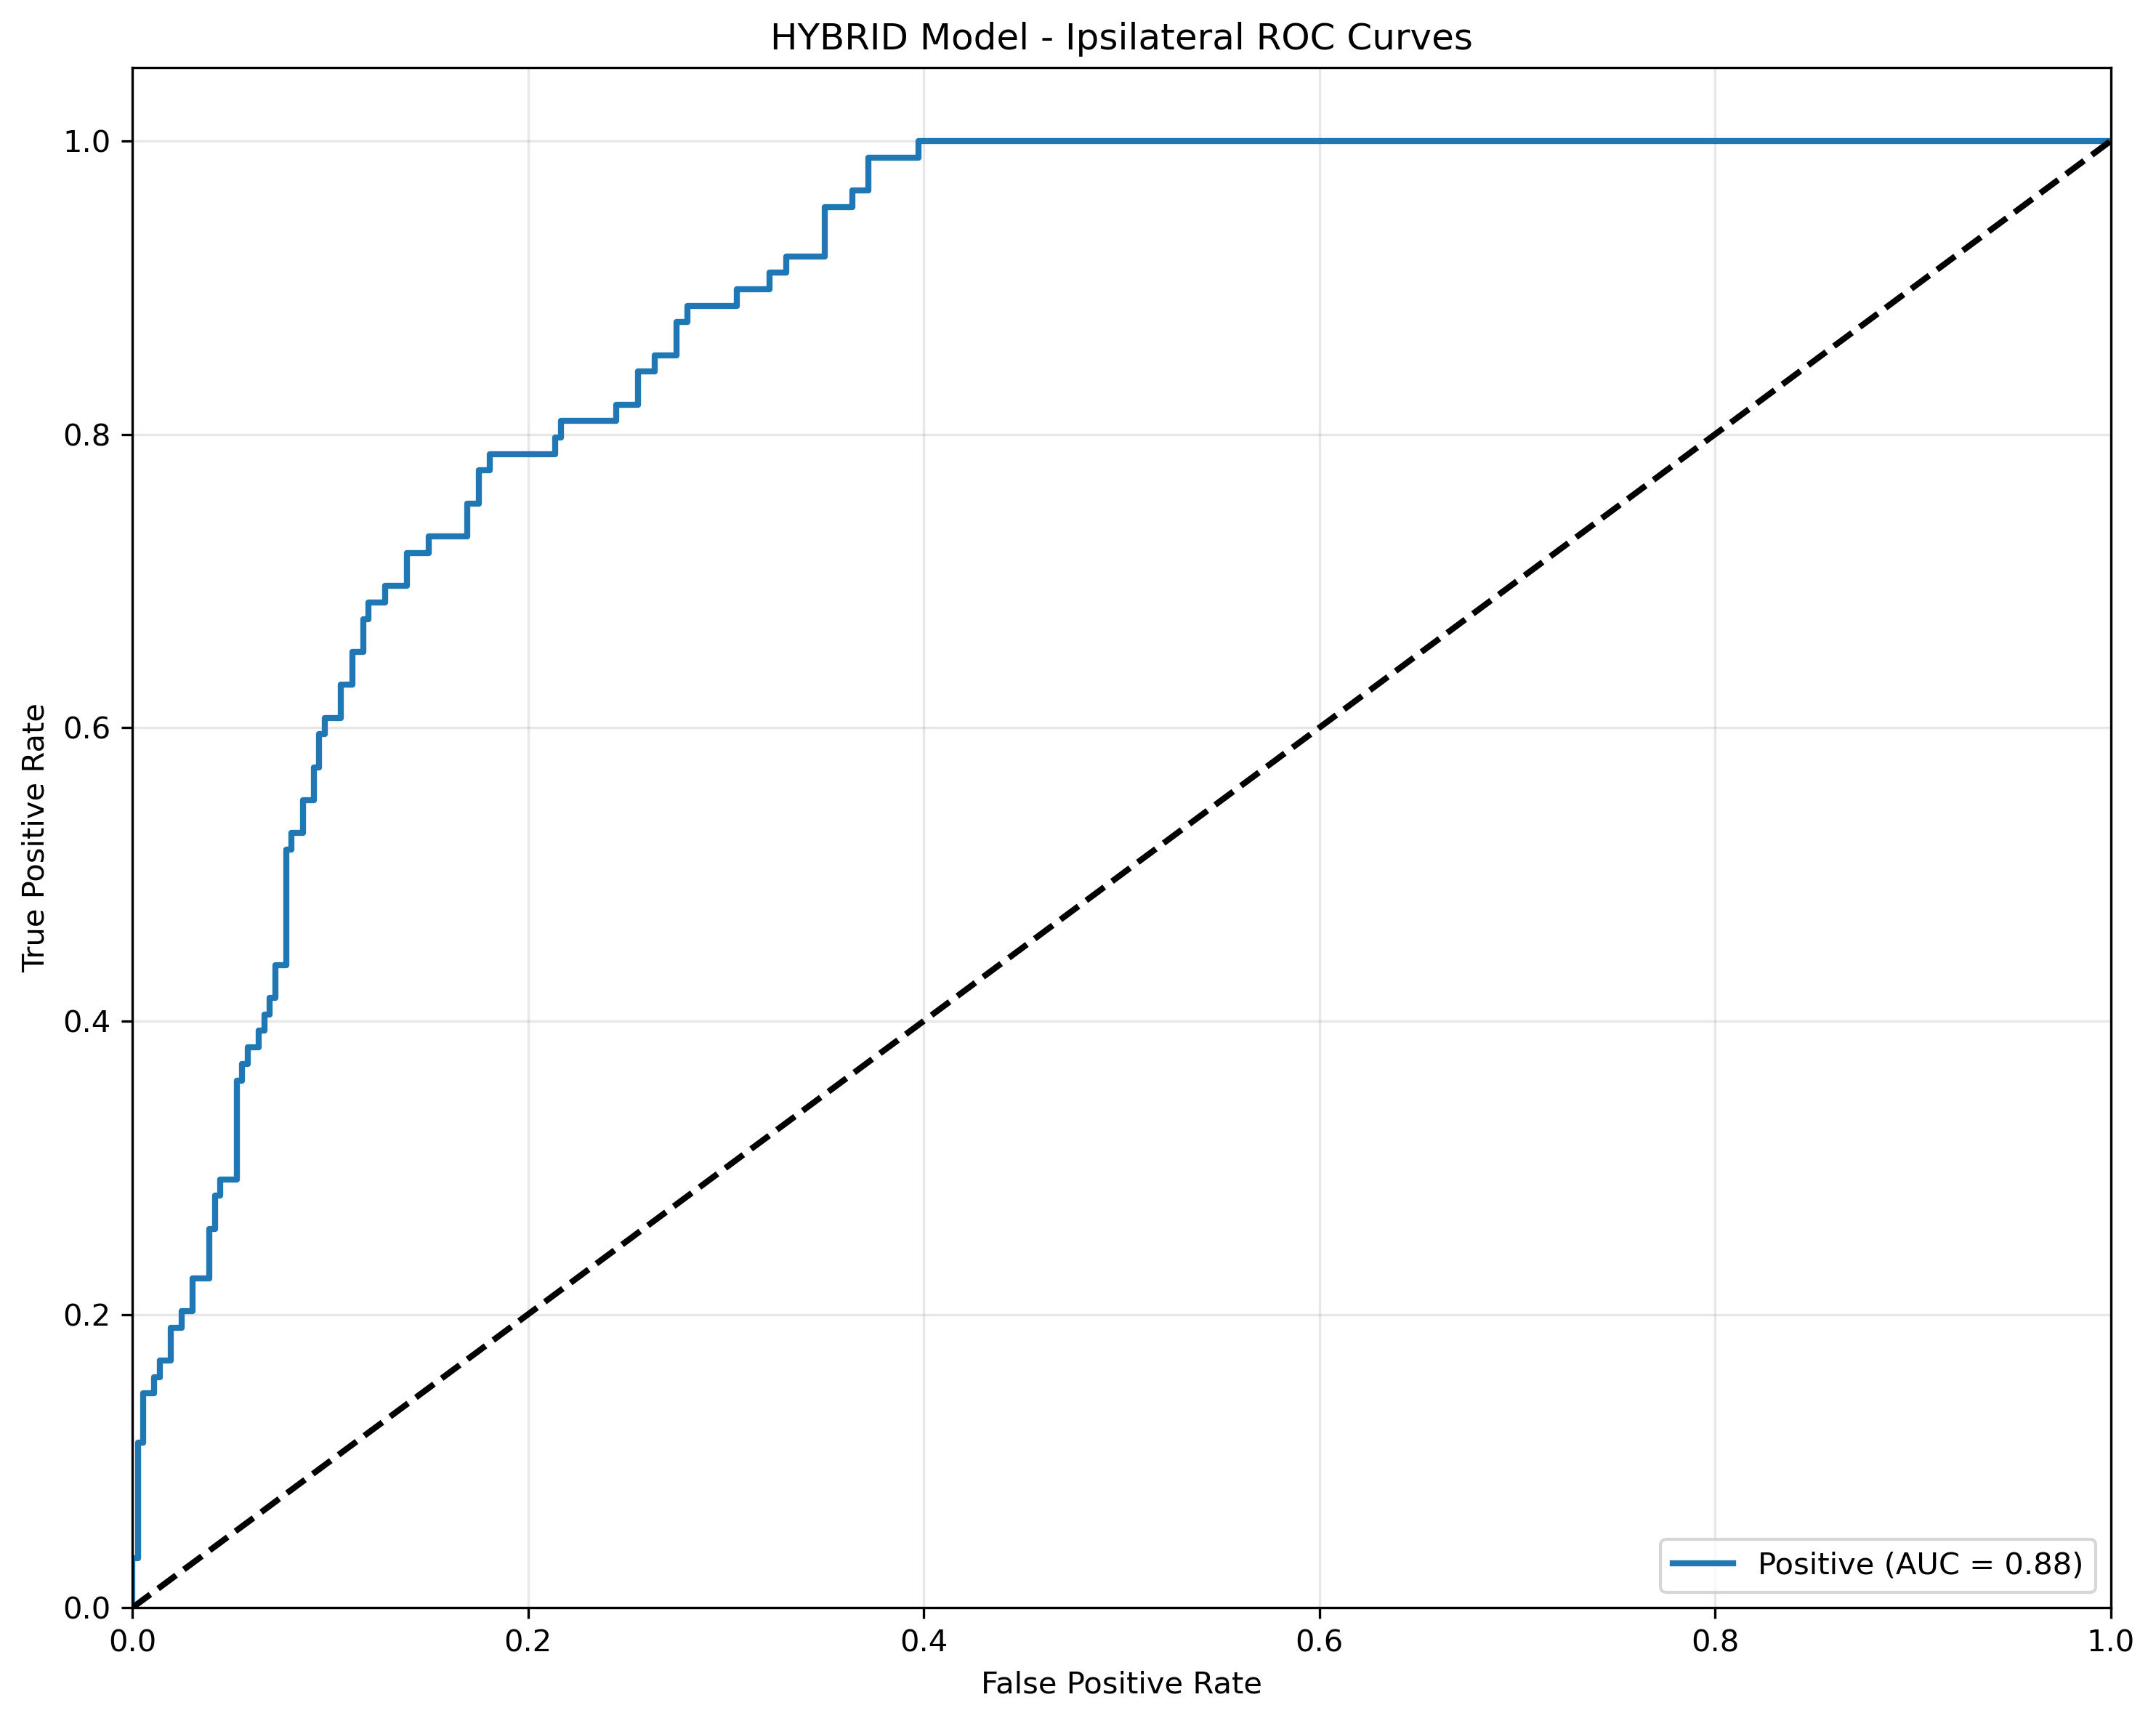 HYBRID Model - Ipsilateral ROC Curves
True Positive Rate
1.0
0.8
0.6
0.4
0.2
0.0
0.0 0.2 0.4 0.6 0.8 1.0
False Positive Rate
Positive (AUC = 0.88)